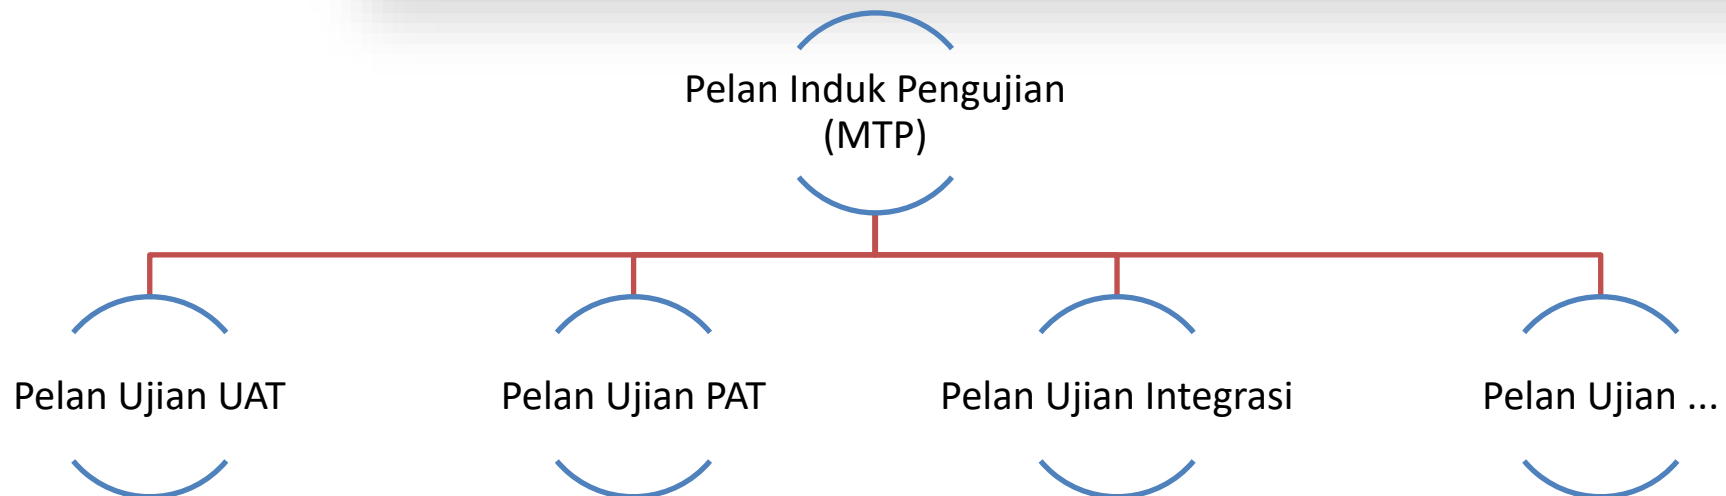 Pelan Induk Pengujian
(MTP)
Pelan Ujian UAT
Pelan Ujian PAT
Pelan Ujian Integrasi
Pelan Ujian ...